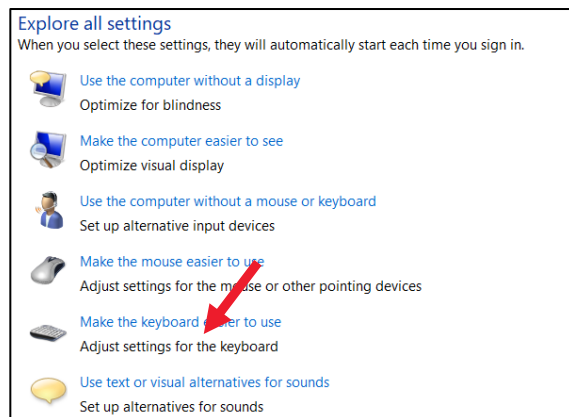 Explore all settings
When you select these settings, they will automatically start each time you sign in.
Use the computer without a display
Optimize for blindness
Make the computer easier to see
Optimize visual display
Use the computer without a mouse or keyboard
Set up alternative input devices
Make the mouse easier to use
Adjust settings for the mouse or other pointing devices
Make the keyboard easier to use
Adjust settings for the keyboard
Use text or visual alternatives for sounds
Set up alternatives for sounds